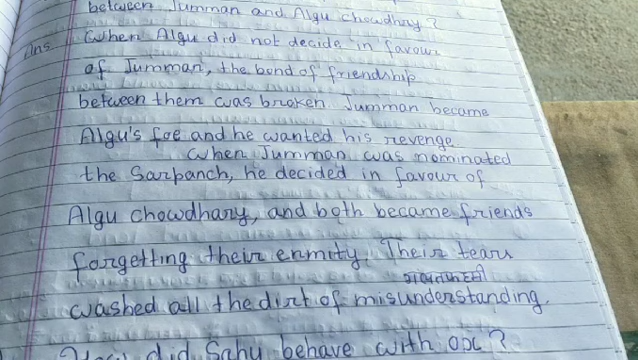 between Jumman and Algu chowdhary?
Ans When Algu did not decide in favour
of Jumman, the bond of friendship
between them was broken. Jumman became
Algu's foe and he wanted his revenge.
When Jumman was nominated
the Sarpanch, he decided in favour of
Algu chowdhary, and both became friends
forgetting their enmity. Their tears
गलतफहमी
washed all the dirt of misunderstanding.
How did Sahu behave with ox?